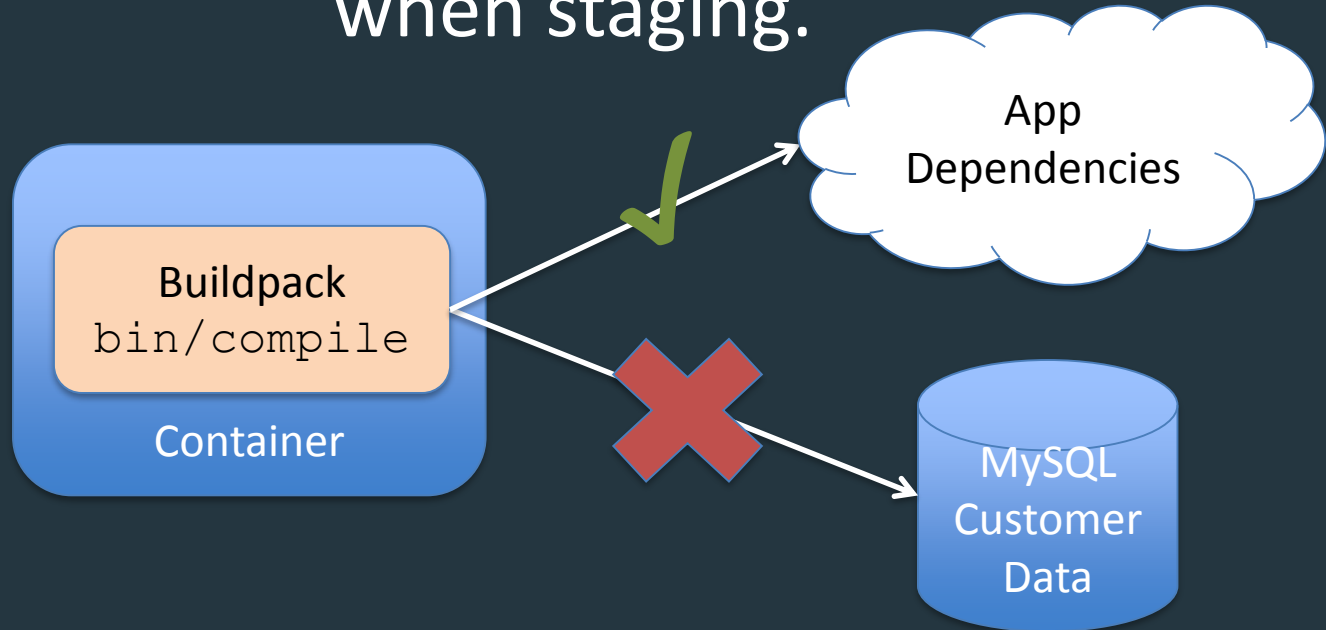 when staging.
App
Dependencies
Buildpack
bin/compile
Container
MySQL
Customer
Data